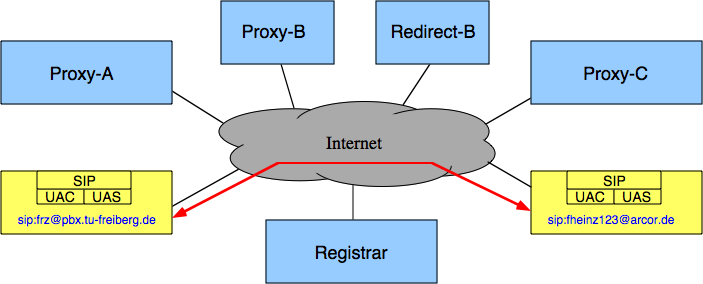 Proxy-B
Redirect-B
Proxy-A
Proxy-C
Internet
SIP
UAC UAS
sip:frz@pbx.tu-freiberg.de
SIP
UAC UAS
sip:fheinz123@arcor.de
Registrar